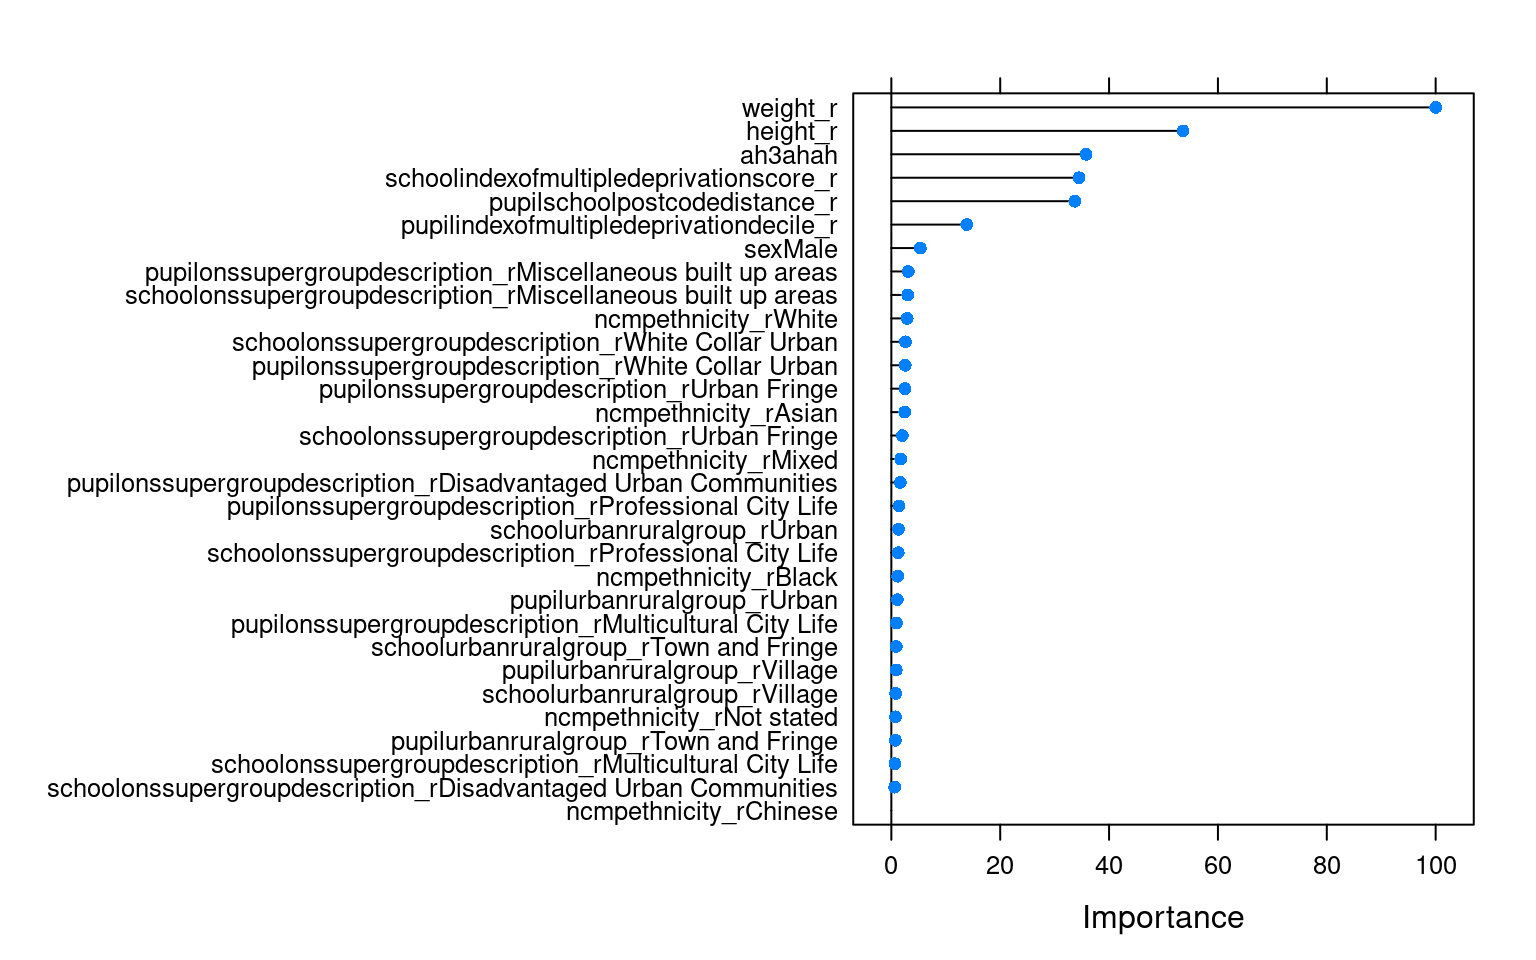 weight_r
height_r
ah3ahah
schoolindexofmultipledeprivationscore_r
pupilschoolpostcodedistance_r
pupilindexofmultipledeprivationdecile_r
sexMale
pupilonssupergroupdescription_rMiscellaneous built up areas
schoolonssupergroupdescription_rMiscellaneous built up areas
ncmpethnicity_rWhite
schoolonssupergroupdescription_rWhite Collar Urban
pupilonssupergroupdescription_rWhite Collar Urban
pupilonssupergroupdescription_rUrban Fringe
ncmpethnicity_rAsian
schoolonssupergroupdescription_rUrban Fringe
ncmpethnicity_rMixed
pupilonssupergroupdescription_rDisadvantaged Urban Communities
pupilonssupergroupdescription_rProfessional City Life
schoolurbanruralgroup_rUrban
schoolonssupergroupdescription_rProfessional City Life
ncmpethnicity_rBlack
pupilurbanruralgroup_rUrban
pupilonssupergroupdescription_rMulticultural City Life
schoolurbanruralgroup_rTown and Fringe
pupilurbanruralgroup_rVillage
schoolurbanruralgroup_rVillage
ncmpethnicity_rNot stated
pupilurbanruralgroup_rTown and Fringe
schoolonssupergroupdescription_rMulticultural City Life
schoolonssupergroupdescription_rDisadvantaged Urban Communities
ncmpethnicity_rChinese
0 20 40 60 80 100
Importance